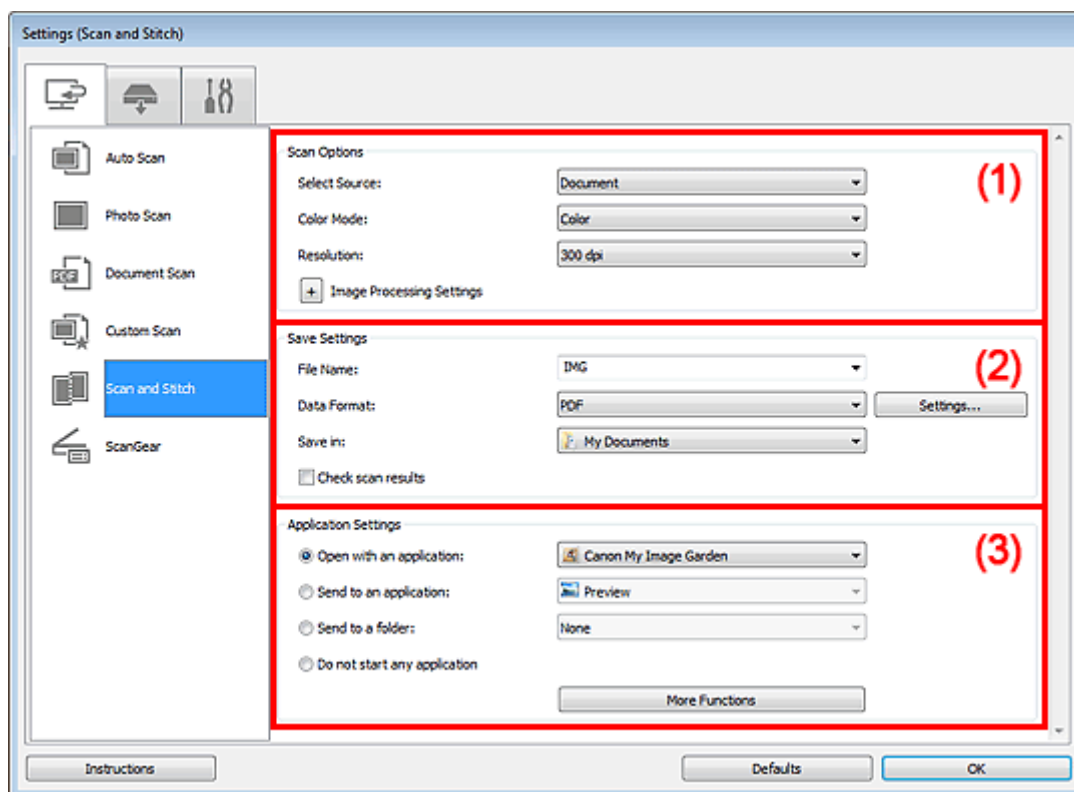 Settings (Scan and Stitch)
Auto Scan
Photo Scan
PDF
Document Scan
Custom Scan
Scan and Stitch
ScanGear
Scan Options
(1)
Select Source: Document
Color Mode: Color
Resolution: 300 dpi
+ Image Processing Settings
Save Settings
(2)
File Name: IMG
Data Format: PDF Settings...
Save in: My Documents
Check scan results
Application Settings
(3)
Open with an application: Canon My Image Garden
Send to an application: Preview
Send to a folder: None
Do not start any application
More Functions
Instructions Defaults OK